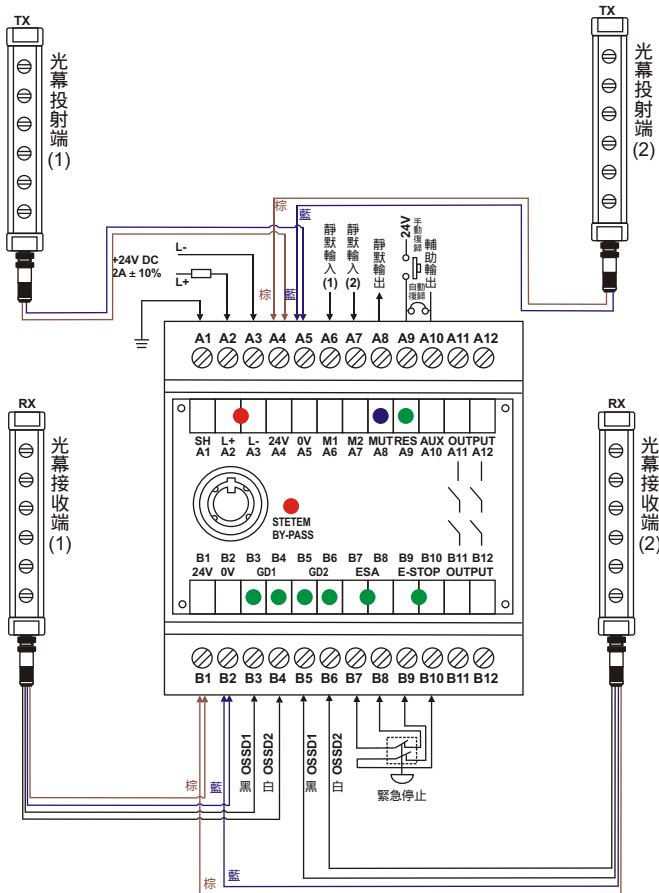 TX
光幕投射端(1)
TX
光幕投射端(2)
棕
藍
+24V DC
2A ± 10%
L-
L+
棕
藍
靜默輸入(1)
靜默輸入(2)
靜默輸出
24V
手動復歸
自動復歸
輔助輸出
A1 A2 A3 A4 A5 A6 A7 A8 A9 A10 A11 A12
RX
光幕接收端(1)
RX
光幕接收端(2)
SH L+ L- 24V 0V M1 M2 MUT RES AUX OUTPUT
A1 A2 A3 A4 A5 A6 A7 A8 A9 A10 A11 A12
STETEM
BY-PASS
B1 B2 B3 B4 B5 B6 B7 B8 B9 B10 B11 B12
24V 0V GD1 GD2 ESA E-STOP OUTPUT
B1 B2 B3 B4 B5 B6 B7 B8 B9 B10 B11 B12
棕
藍
黑 OSSD1
白 OSSD2
黑 OSSD1
白 OSSD2
緊急停止
棕
藍